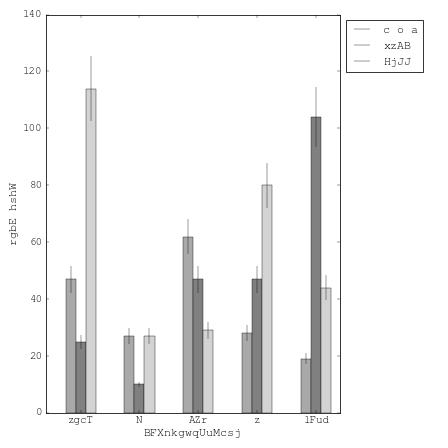 140
120
100
80
60
40
20
0
rgbE hshW
zgcT N AZr z 1Fud
BFXnkgwqUuMcsj
c o a
xzAB
HjJJ